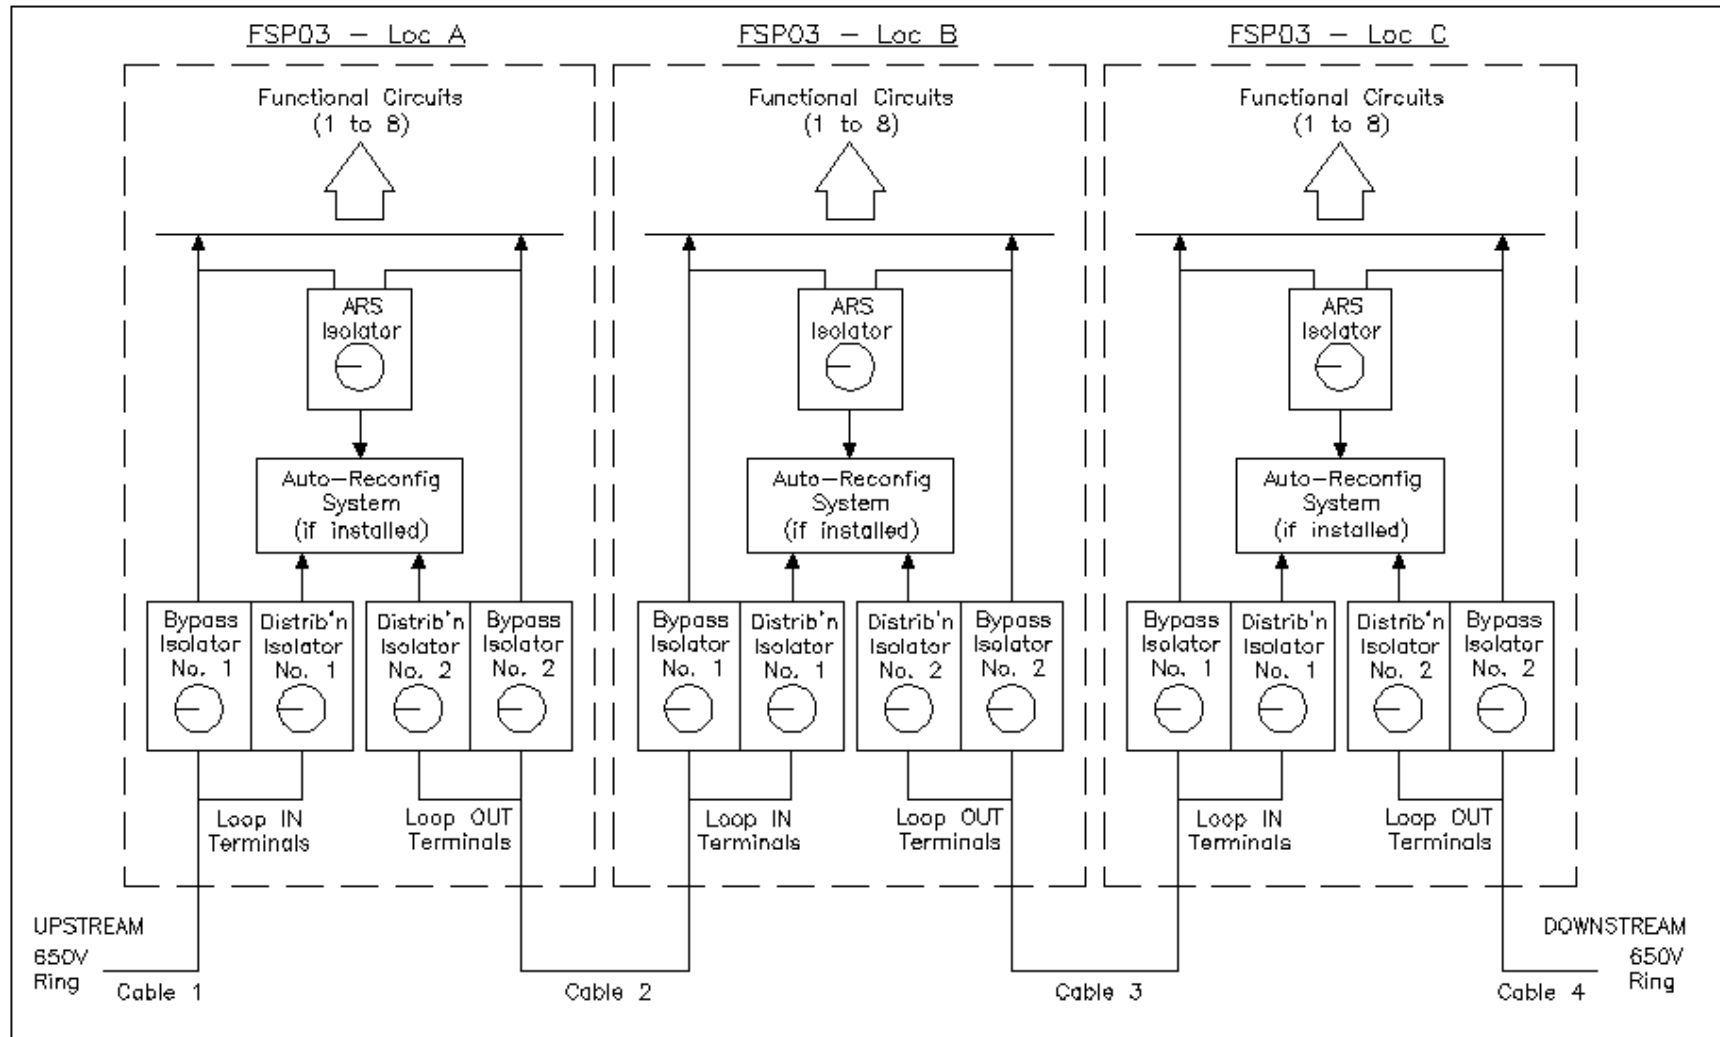 FSP03 - Loc A
FSP03 - Loc B
FSP03 - Loc C
Functional Circuits
(1 to 8)
Functional Circuits
(1 to 8)
Functional Circuits
(1 to 8)
ARS
Isolator
ARS
Isolator
ARS
Isolator
Auto-Reconfig
System
(if installed)
Auto-Reconfig
System
(if installed)
Auto-Reconfig
System
(if installed)
Bypass
Isolator
No. 1
Distrib'n
Isolator
No. 1
Distrib'n
Isolator
No. 2
Bypass
Isolator
No. 2
Bypass
Isolator
No. 1
Distrib'n
Isolator
No. 1
Distrib'n
Isolator
No. 2
Bypass
Isolator
No. 2
Bypass
Isolator
No. 1
Distrib'n
Isolator
No. 1
Distrib'n
Isolator
No. 2
Bypass
Isolator
No. 2
Loop IN
Terminals
Loop OUT
Terminals
Loop IN
Terminals
Loop OUT
Terminals
Loop IN
Terminals
Loop OUT
Terminals
UPSTREAM
650V
Ring
Cable 1
Cable 2
Cable 3
Cable 4
DOWNSTREAM
650V
Ring